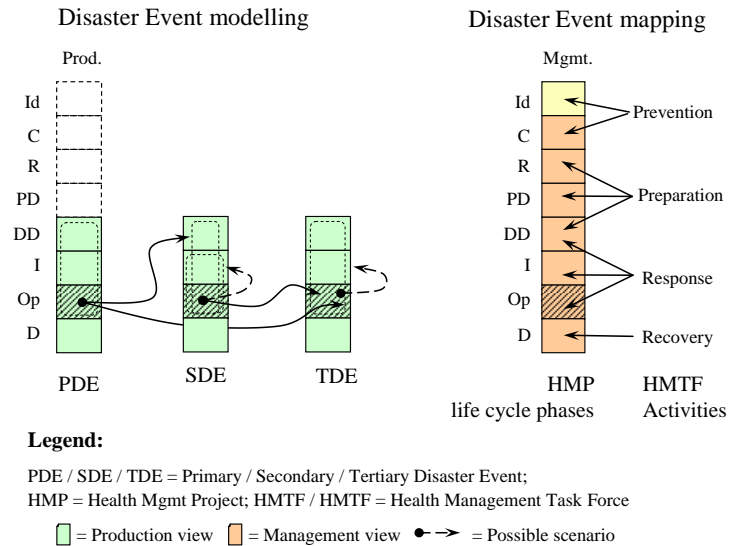 Disaster Event modelling
Disaster Event mapping
Prod.
Mgmt.
Id
C
R
PD
DD
I
Op
D
PDE
SDE
TDE
Id
C
R
PD
DD
I
Op
D
Prevention
Preparation
Response
Recovery
HMP
life cycle phases
HMTF
Activities
Legend:
PDE / SDE / TDE = Primary / Secondary / Tertiary Disaster Event;
HMP = Health Mgmt Project; HMTF / HMTF = Health Management Task Force
= Production view = Management view = Possible scenario